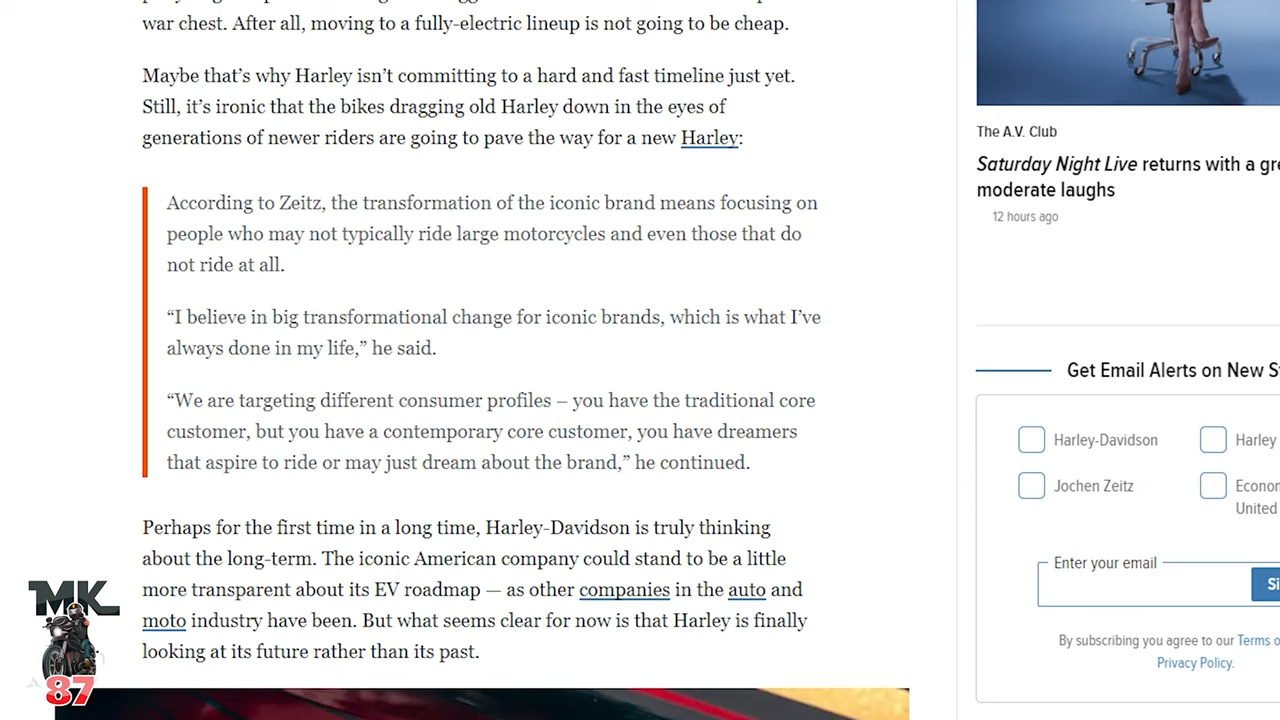 war chest. After all, moving to a fully-electric lineup is not going to be cheap.
Maybe that’s why Harley isn’t committing to a hard and fast timeline just yet.
Still, it’s ironic that the bikes dragging old Harley down in the eyes of
generations of newer riders are going to pave the way for a new Harley:
According to Zeitz, the transformation of the iconic brand means focusing on
people who may not typically ride large motorcycles and even those that do
not ride at all.
“I believe in big transformational change for iconic brands, which is what I’ve
always done in my life,” he said.
“We are targeting different consumer profiles – you have the traditional core
customer, but you have a contemporary core customer, you have dreamers
that aspire to ride or may just dream about the brand,” he continued.
Perhaps for the first time in a long time, Harley-Davidson is truly thinking
about the long-term. The iconic American company could stand to be a little
more transparent about its EV roadmap — as other companies in the auto and
moto industry have been. But what seems clear for now is that Harley is finally
looking at its future rather than its past.
MK
87
The A.V. Club
Saturday Night Live returns with a gre
moderate laughs
12 hours ago
Get Email Alerts on New S
Harley-Davidson
Harley
Jochen Zeitz
Econon
United
Enter your email
Si
By subscribing you agree to our Terms o
Privacy Policy.